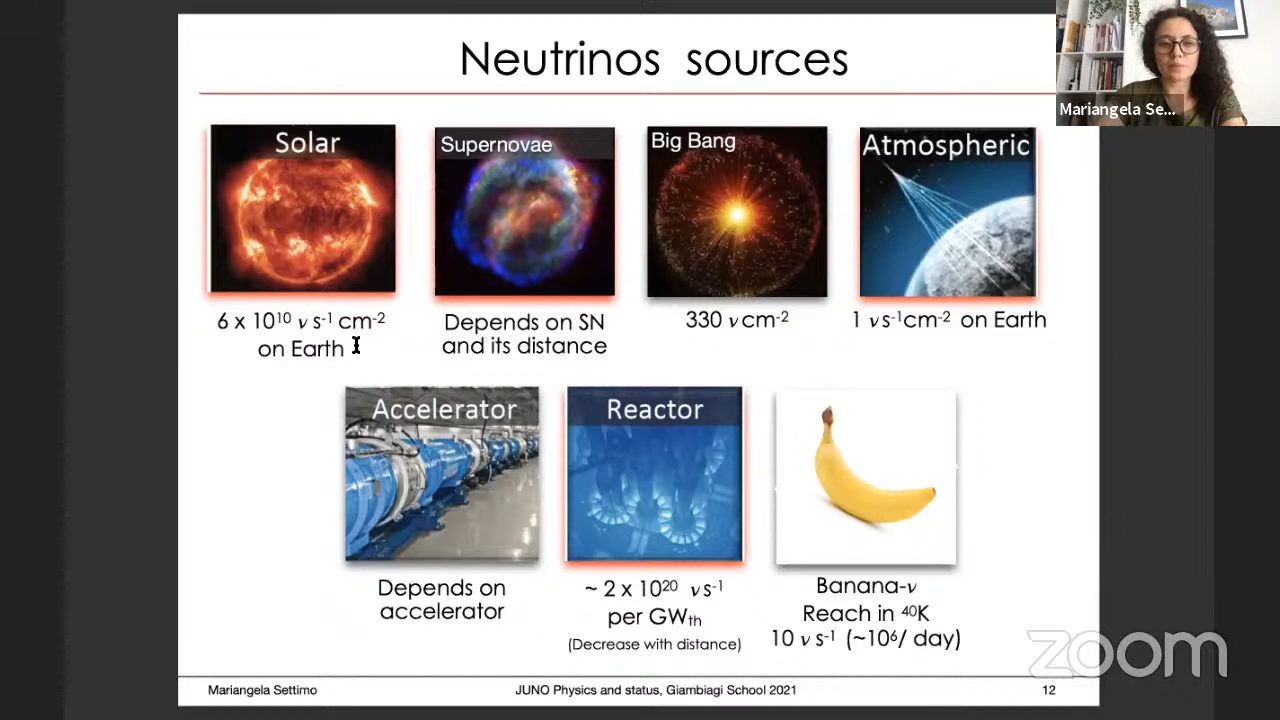 Neutrinos sources
Mariangela Se...
Solar
Supernovae
Big Bang
Atmospheric
6 x 10¹⁰ ν s⁻¹ cm⁻²
on Earth
Depends on SN
and its distance
330 ν cm⁻²
1 ν s⁻¹cm⁻² on Earth
Accelerator
Reactor
Depends on
accelerator
~ 2 x 10²⁰ ν s⁻¹
per GWth
(Decrease with distance)
Banana-ν
Reach in ⁴⁰K
10 ν s⁻¹ (~10⁶/ day)
zoom
Mariangela Settimo
JUNO Physics and status, Giambiagi School 2021
12